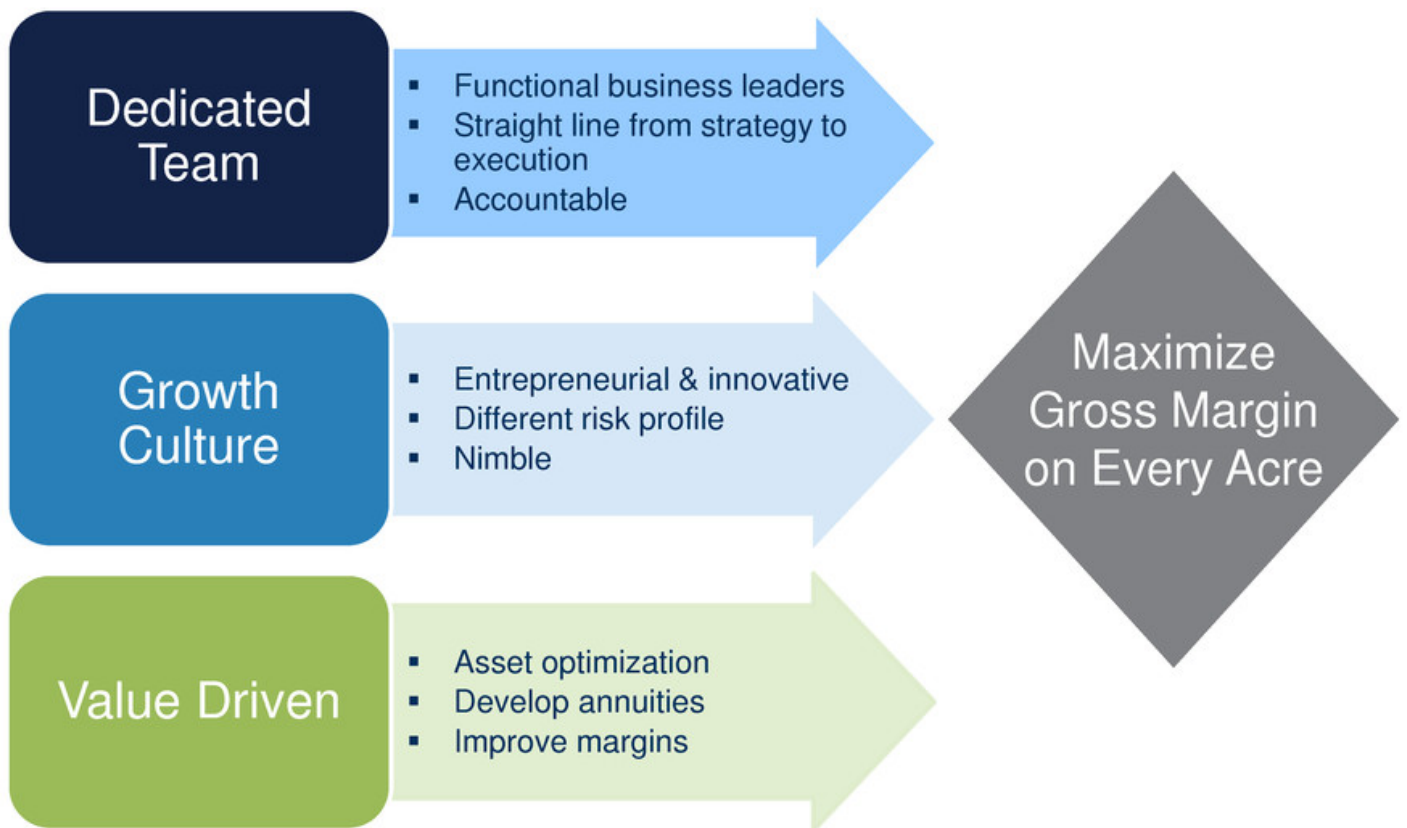 Dedicated
Team
▪ Functional business leaders
▪ Straight line from strategy to
execution
▪ Accountable
Growth
Culture
▪ Entrepreneurial & innovative
▪ Different risk profile
▪ Nimble
Value Driven
▪ Asset optimization
▪ Develop annuities
▪ Improve margins
Maximize
Gross Margin
on Every Acre